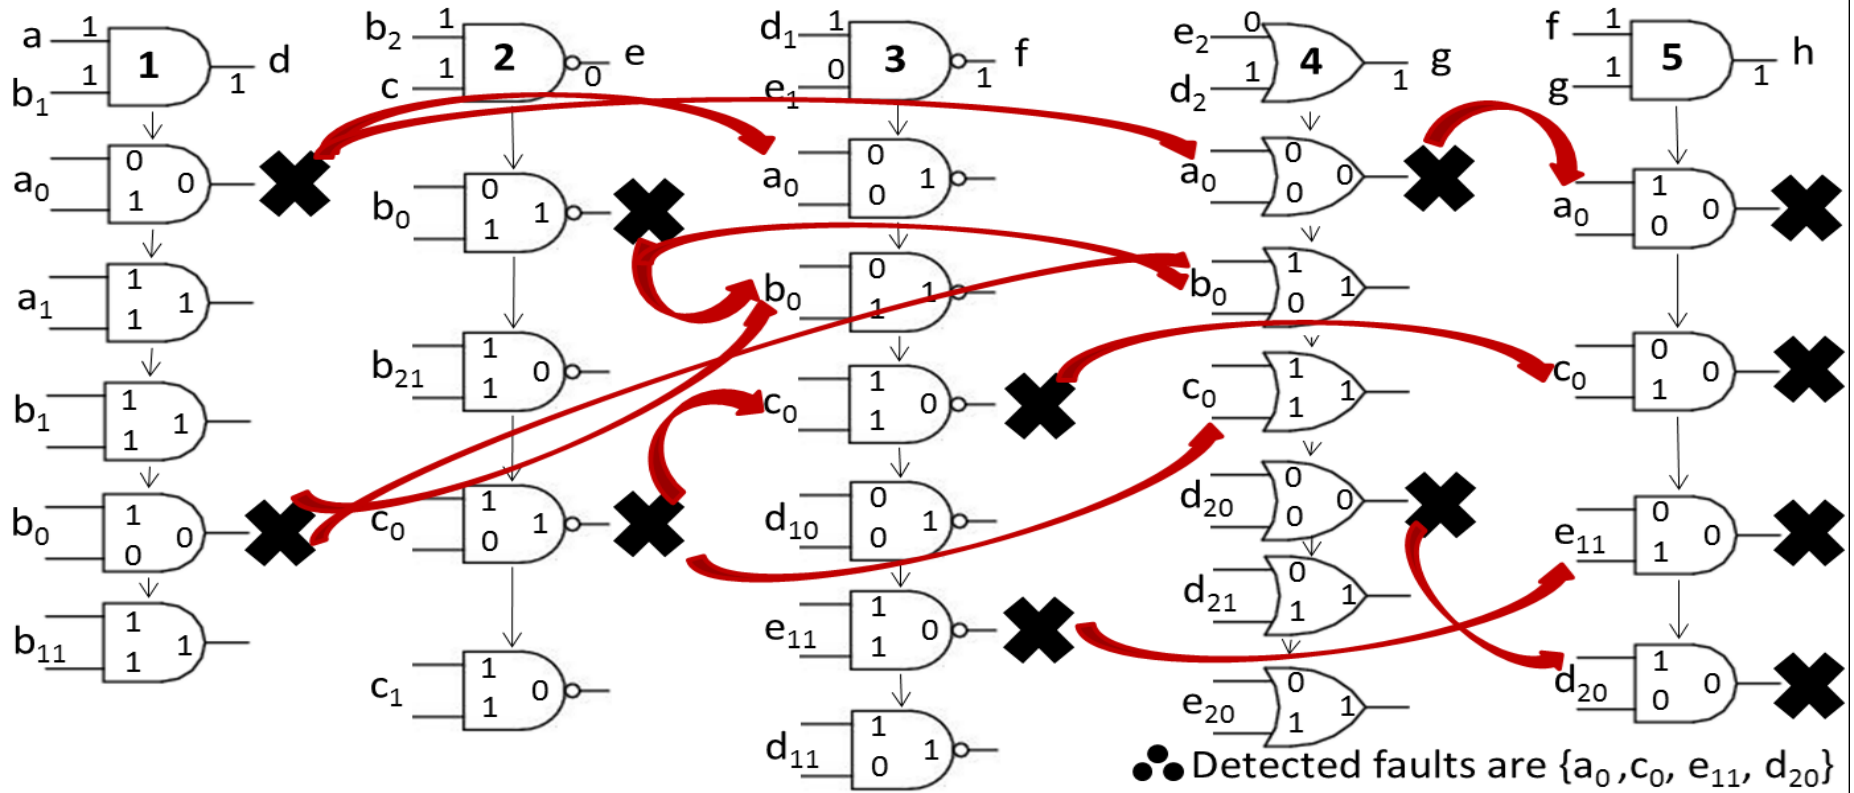 a 1 1 b₁ 1 d
b₂ 1 c 1 2 0 e
d₁ 1 e₁ 0 3 1 f
e₂ 0 d₂ 1 4 1 g
f 1 g 1 5 1 h
a₀ 0 1 0
a₁ 1 1 1
b₁ 1 1 1
b₀ 1 0 0
b₁₁ 1 1 1
b₀ 0 1 1
b₂₁ 1 1 0
c₀ 1 0 1
c₁ 1 1 0
a₀ 0 0 1
b₀ 0 1 1
c₀ 1 1 0
d₁₀ 0 0 1
e₁₁ 1 1 0
d₁₁ 1 0 1
a₀ 0 0 0
b₀ 1 0 1
c₀ 1 1 1
d₂₀ 0 0 0
d₂₁ 0 1 1
e₂₀ 0 1 1
a₀ 1 0 0
c₀ 0 1 0
e₁₁ 0 1 0
d₂₀ 1 0 0
Detected faults are {a₀ ,c₀, e₁₁, d₂₀}